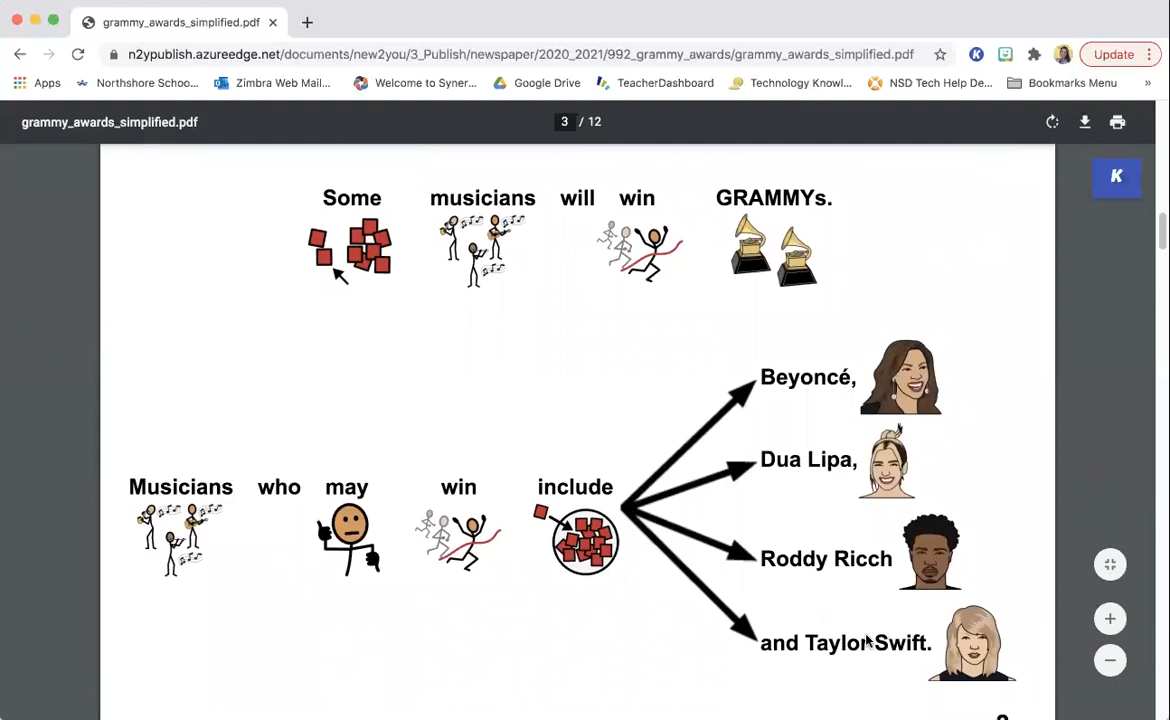 grammy_awards_simplified.pdf
n2ypublish.azureedge.net/documents/new2you/3_Publish/newspaper/2020_2021/992_grammy_awards/grammy_awards_simplified.pdf K Update
Apps Northshore Schoo... Zimbra Web Mail... Welcome to Syner... Google Drive TeacherDashboard Technology Knowl... NSD Tech Help De... Bookmarks Menu »
grammy_awards_simplified.pdf 3 / 12
K
Some musicians will win GRAMMYs.
Beyoncé,
Dua Lipa,
Musicians who may win include
Roddy Ricch
and Taylor Swift.